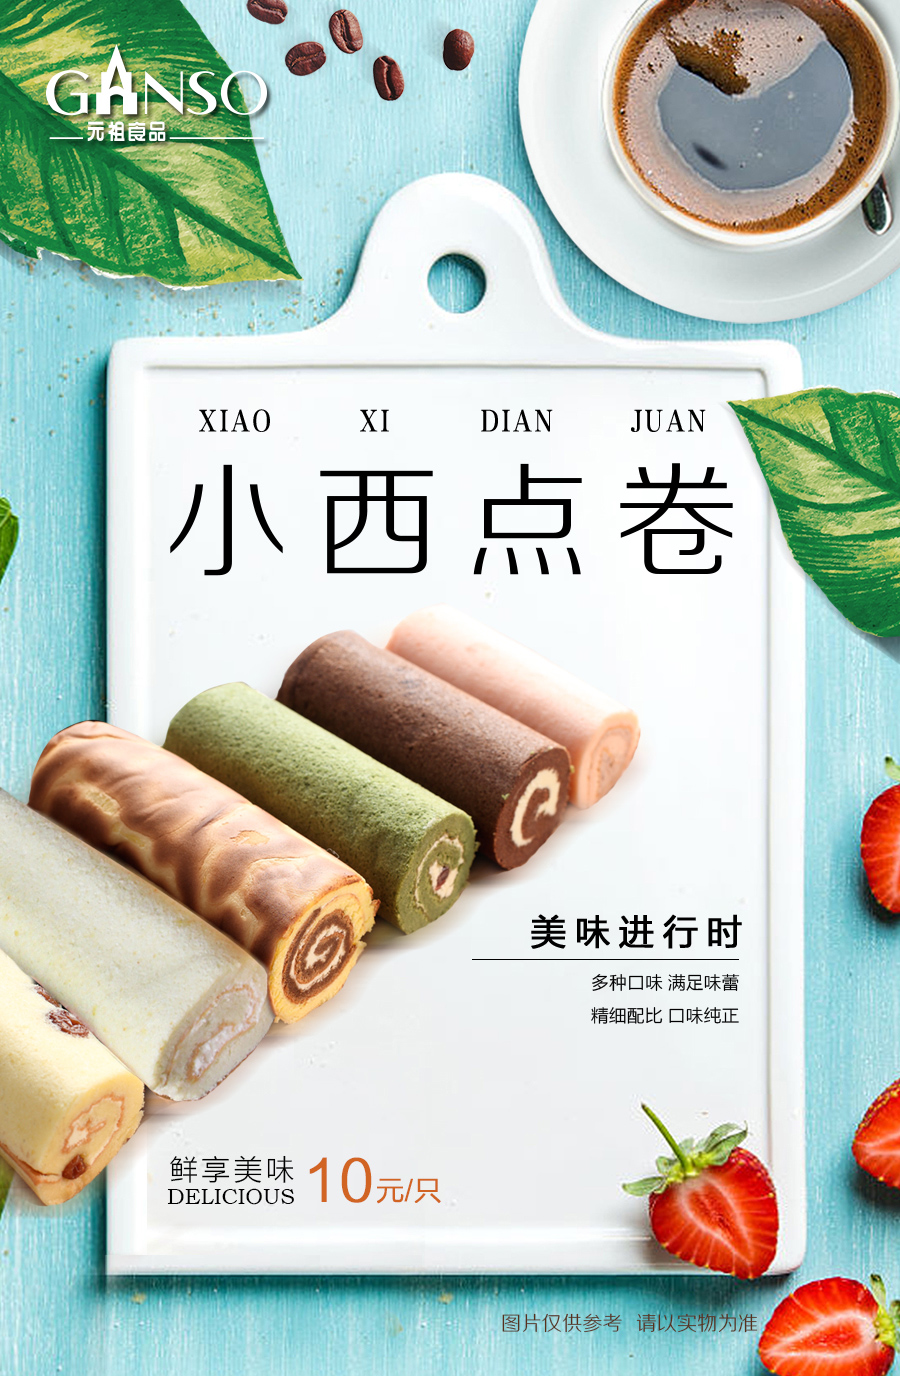 GANSO
元祖食品
XIAO XI DIAN JUAN
小西点卷
美味进行时
多种口味 满足味蕾
精细配比 口味纯正
鲜享美味
DELICIOUS
10元/只
图片仅供参考 请以实物为准